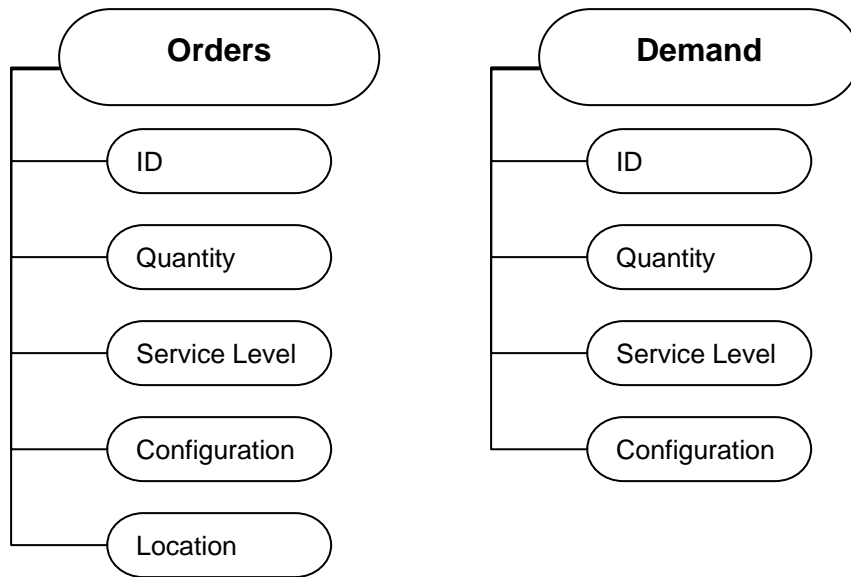 Orders
ID
Quantity
Service Level
Configuration
Location
Demand
ID
Quantity
Service Level
Configuration